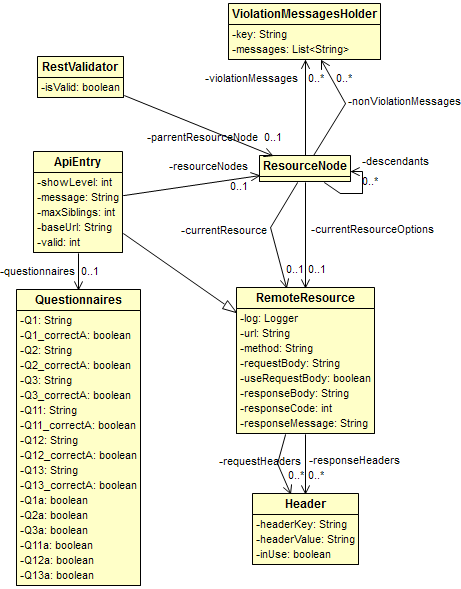 ViolationMessagesHolder
-key: String
-messages: List<String>
RestValidator
-isValid: boolean
-violationMessages
0..*
0..*
-nonViolationMessages
-parrentResourceNode
0..1
ApiEntry
-showLevel: int
-message: String
-maxSiblings: int
-baseUrl: String
-valid: int
-resourceNodes
0..1
ResourceNode
-descendants
0..*
-currentResource
-currentResourceOptions
0..1
0..1
-questionnaires
0..1
Questionnaires
-Q1: String
-Q1_correctA: boolean
-Q2: String
-Q2_correctA: boolean
-Q3: String
-Q3_correctA: boolean
-Q11: String
-Q11_correctA: boolean
-Q12: String
-Q12_correctA: boolean
-Q13: String
-Q13_correctA: boolean
-Q1a: boolean
-Q2a: boolean
-Q3a: boolean
-Q11a: boolean
-Q12a: boolean
-Q13a: boolean
RemoteResource
-log: Logger
-url: String
-method: String
-requestBody: String
-useRequestBody: boolean
-responseBody: String
-responseCode: int
-responseMessage: String
-requestHeaders
-responseHeaders
0..*
0..*
Header
-headerKey: String
-headerValue: String
-inUse: boolean